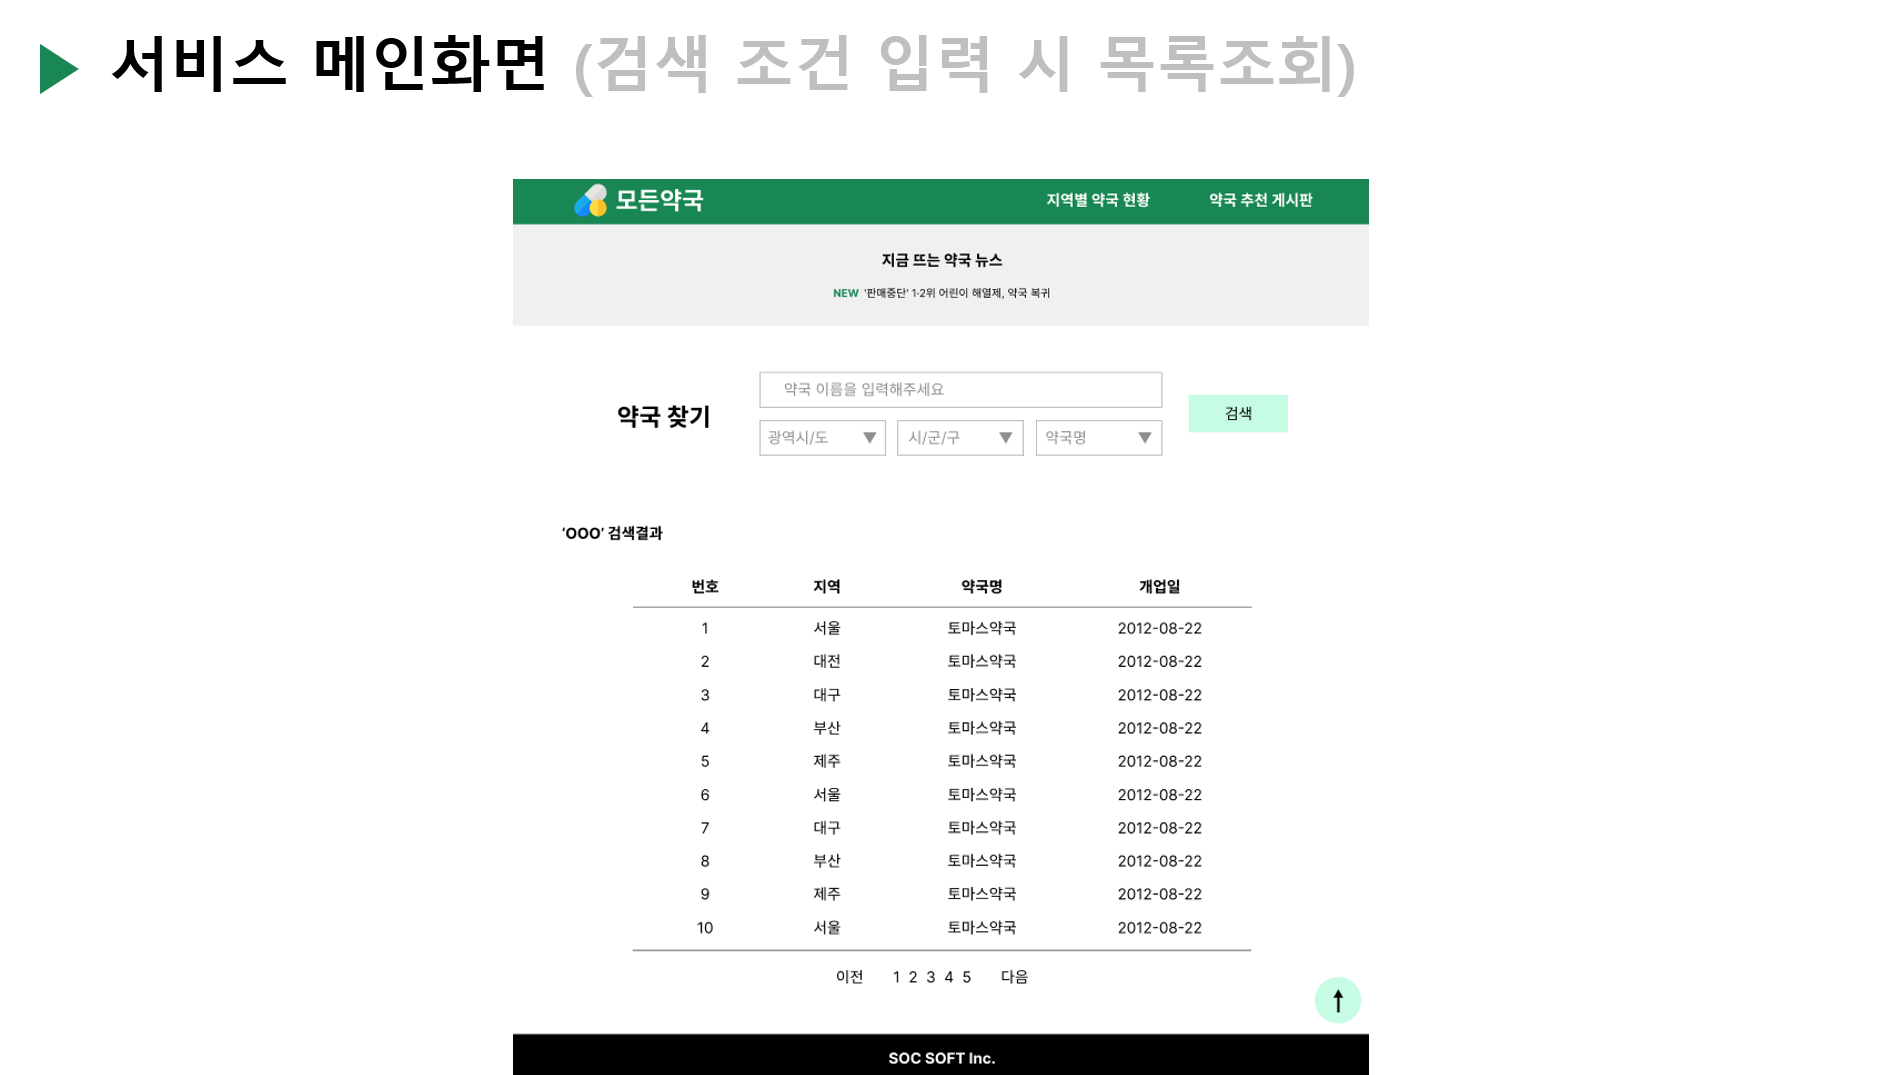 서비스 메인화면 (검색 조건 입력 시 목록조회)
모든약국 지역별 약국 현황 약국 추천 게시판
지금 뜨는 약국 뉴스
NEW '판매중단' 1·2위 어린이 해열제, 약국 복귀
약국 이름을 입력해주세요
약국 찾기
검색
광역시/도 ▼ 시/군/구 ▼ 약국명 ▼
‘OOO’ 검색결과
번호 지역 약국명 개업일
1 서울 토마스약국 2012-08-22
2 대전 토마스약국 2012-08-22
3 대구 토마스약국 2012-08-22
4 부산 토마스약국 2012-08-22
5 제주 토마스약국 2012-08-22
6 서울 토마스약국 2012-08-22
7 대구 토마스약국 2012-08-22
8 부산 토마스약국 2012-08-22
9 제주 토마스약국 2012-08-22
10 서울 토마스약국 2012-08-22
이전 1 2 3 4 5 다음
SOC SOFT Inc.